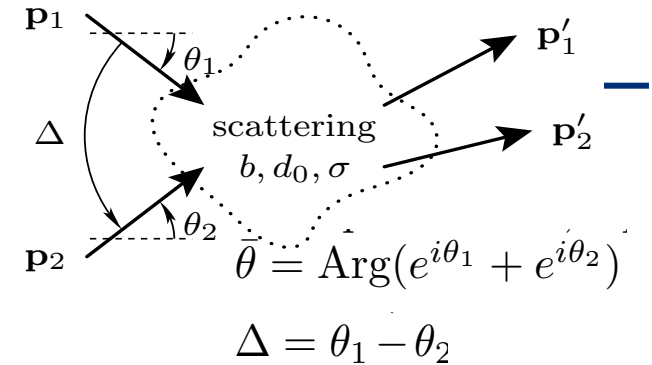 p₁
p′₁
θ₁
scattering
Δ
p′₂
b, d₀, σ
θ₂
p₂
θ̄ = Arg(e^{iθ₁} + e^{iθ₂})
Δ = θ₁ − θ₂